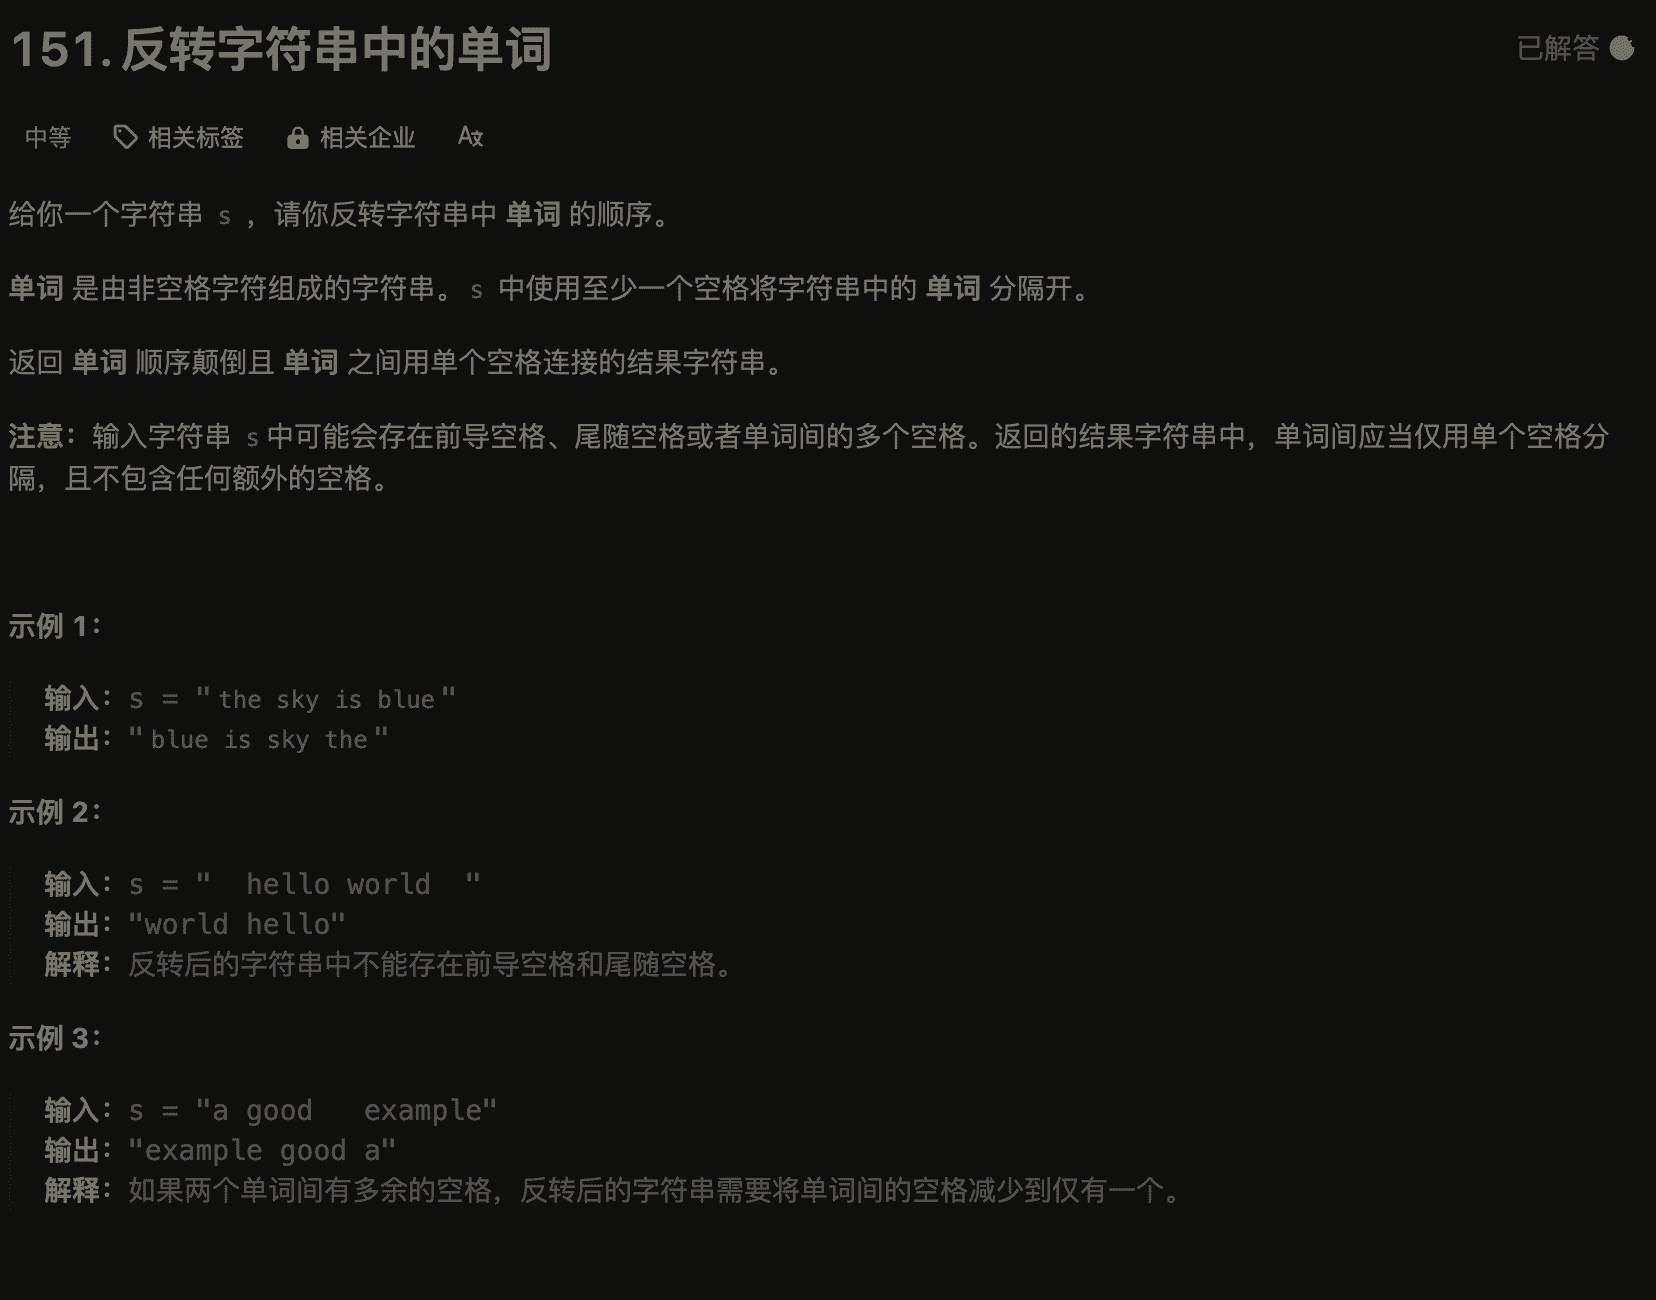 151. 反转字符串中的单词
已解答
中等 相关标签 相关企业
给你一个字符串 s ，请你反转字符串中 单词 的顺序。
单词 是由非空格字符组成的字符串。s 中使用至少一个空格将字符串中的 单词 分隔开。
返回 单词 顺序颠倒且 单词 之间用单个空格连接的结果字符串。
注意：输入字符串 s中可能会存在前导空格、尾随空格或者单词间的多个空格。返回的结果字符串中，单词间应当仅用单个空格分
隔，且不包含任何额外的空格。
示例 1：
输入：s = "the sky is blue"
输出："blue is sky the"
示例 2：
输入：s = "  hello world  "
输出："world hello"
解释：反转后的字符串中不能存在前导空格和尾随空格。
示例 3：
输入：s = "a good   example"
输出："example good a"
解释：如果两个单词间有多余的空格，反转后的字符串需要将单词间的空格减少到仅有一个。